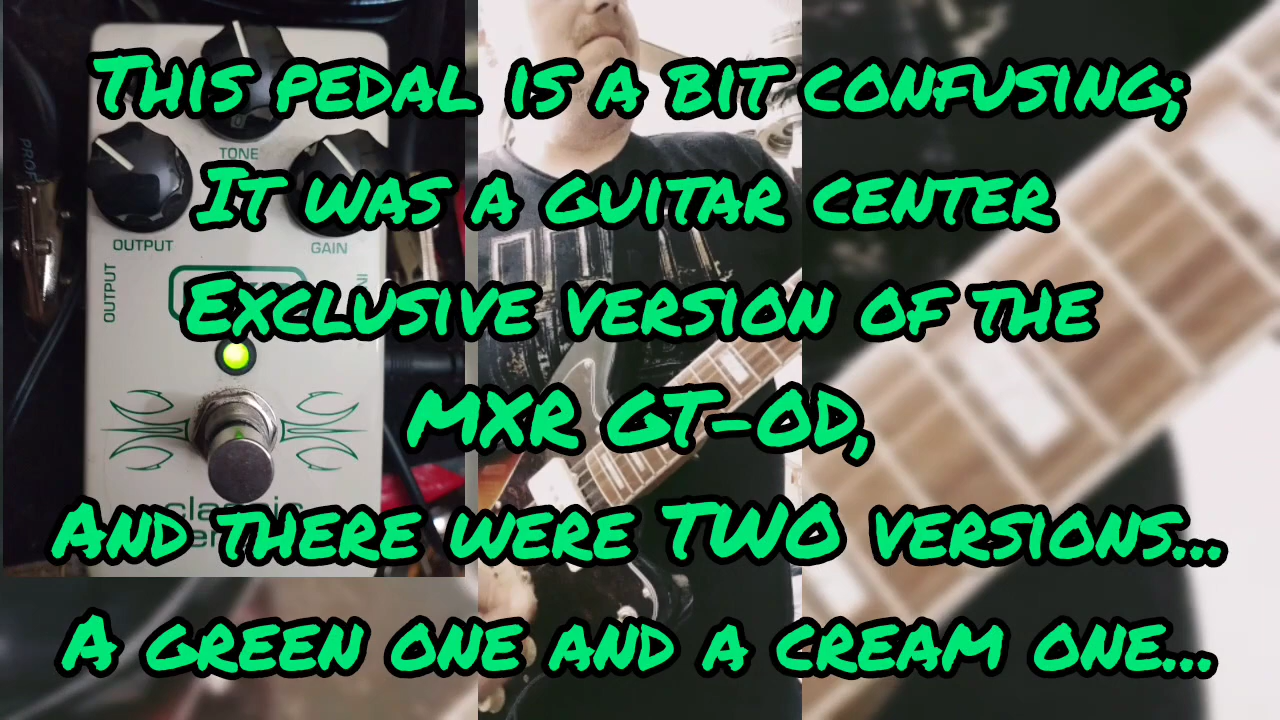 This pedal is a bit confusing;
It was a guitar center
Exclusive version of the
MXR GT-OD,
And there were TWO versions...
A green one and a cream one...
TONE
OUTPUT
GAIN
OUTPUT